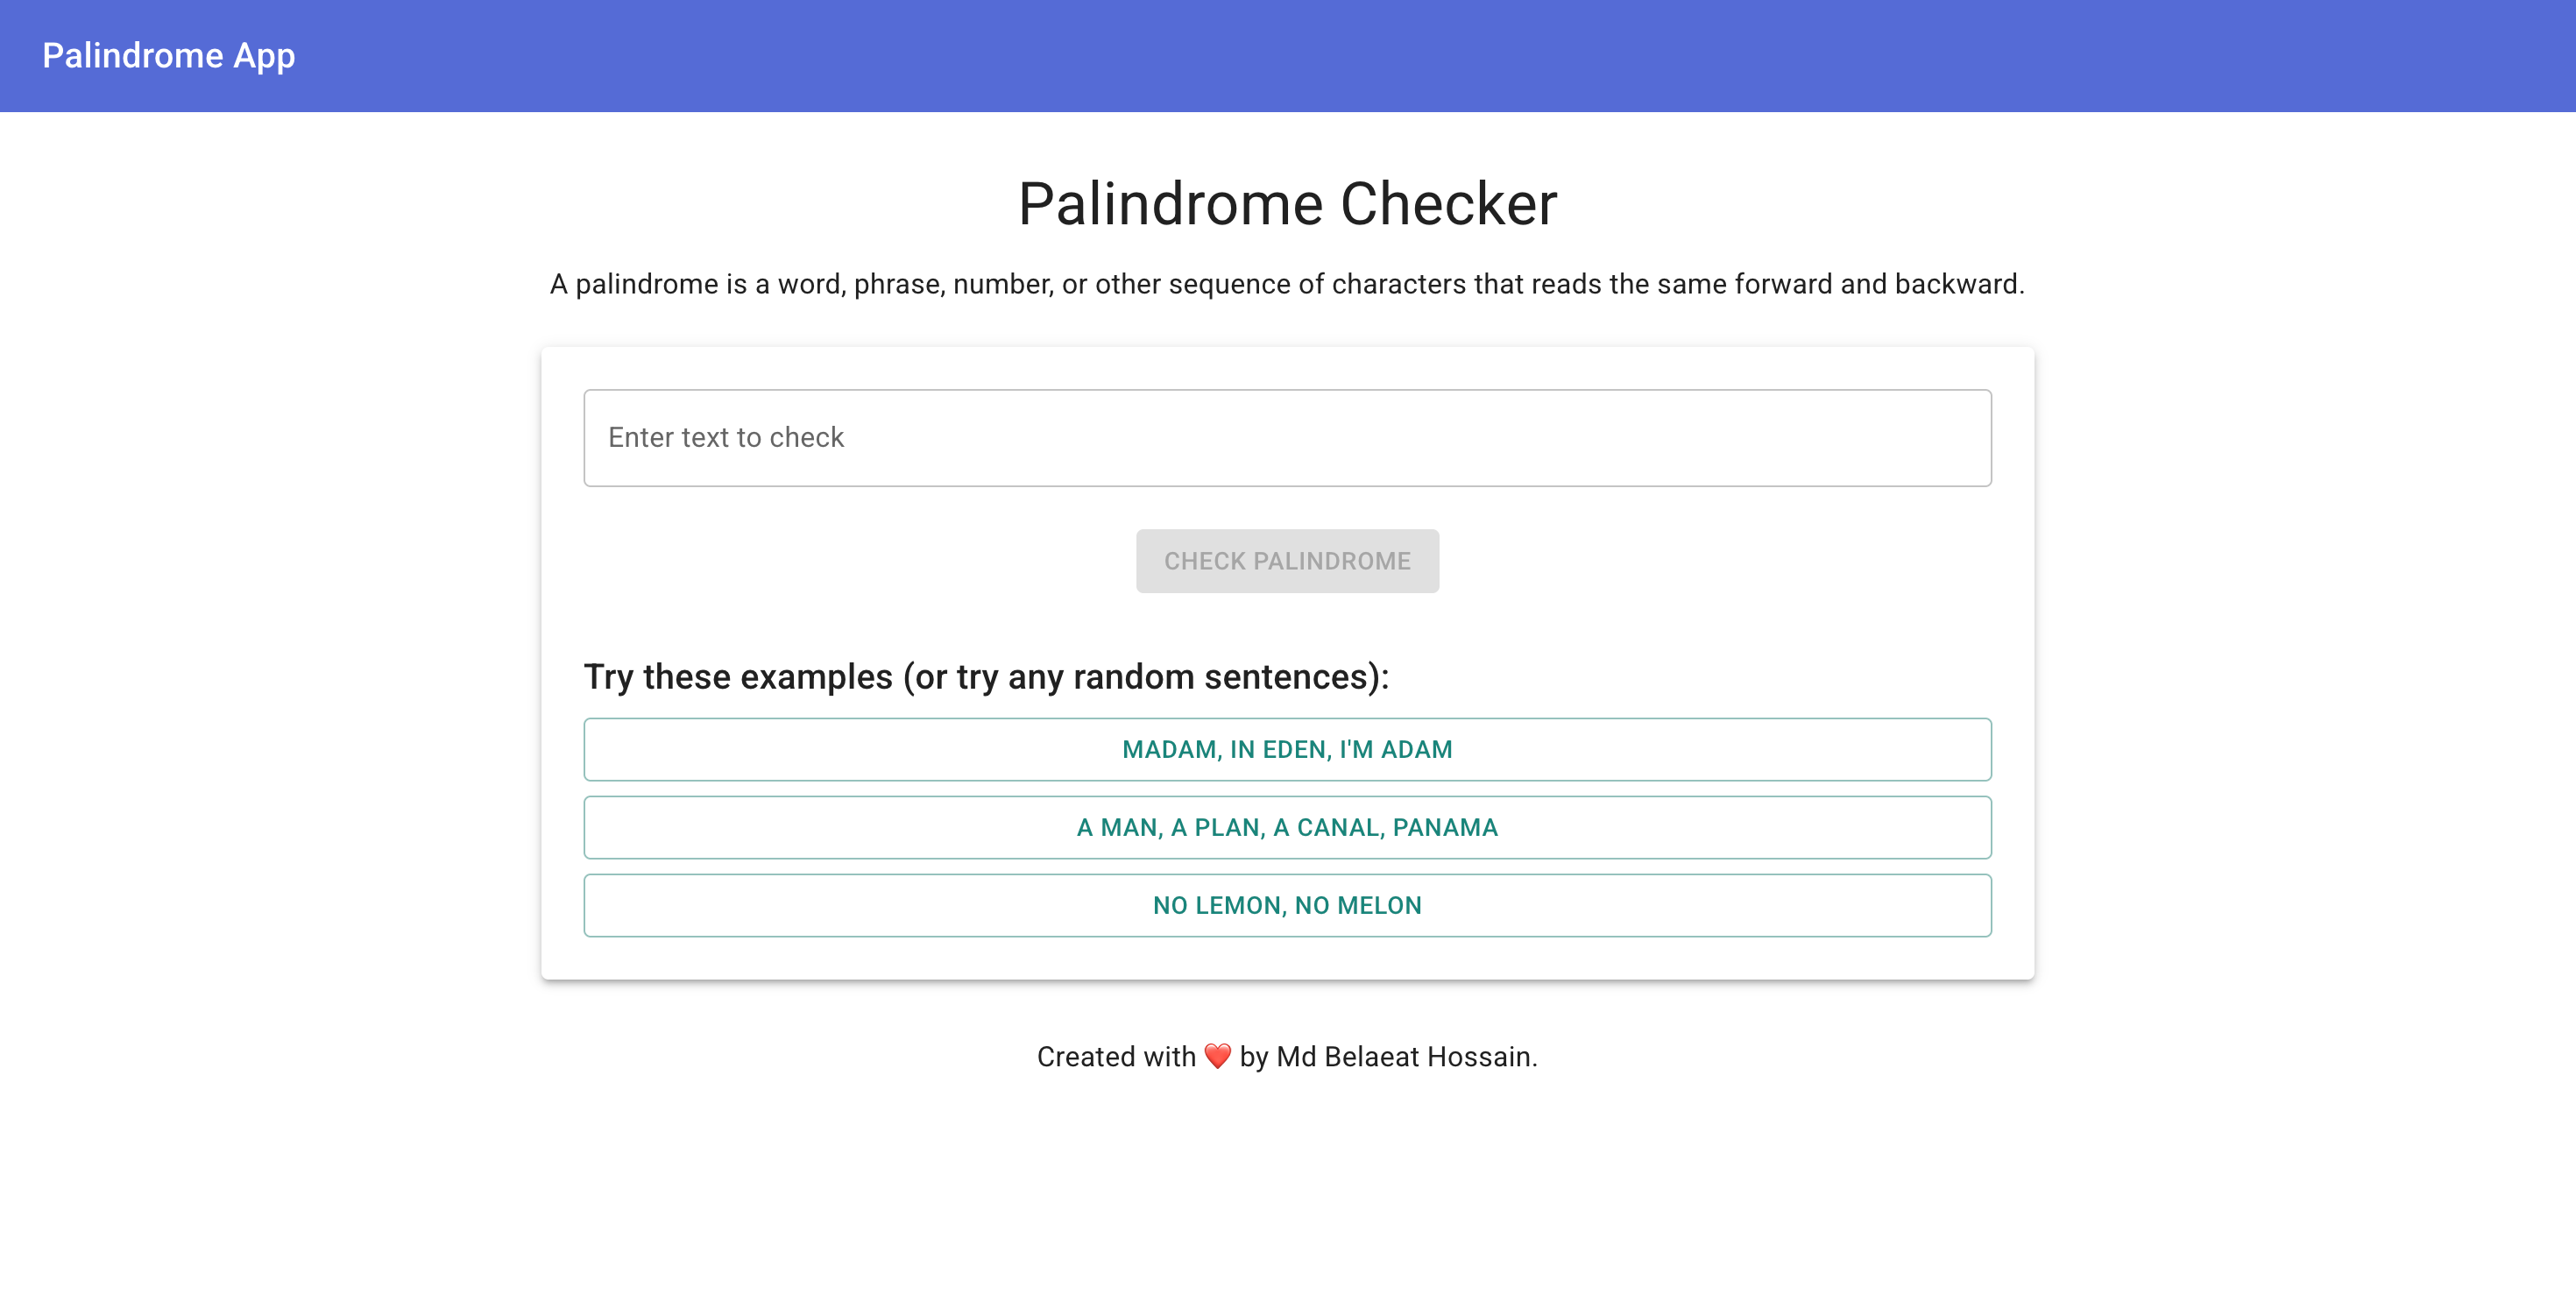 Palindrome App
Palindrome Checker
A palindrome is a word, phrase, number, or other sequence of characters that reads the same forward and backward.
Enter text to check
CHECK PALINDROME
Try these examples (or try any random sentences):
MADAM, IN EDEN, I'M ADAM
A MAN, A PLAN, A CANAL, PANAMA
NO LEMON, NO MELON
Created with ❤️ by Md Belaeat Hossain.